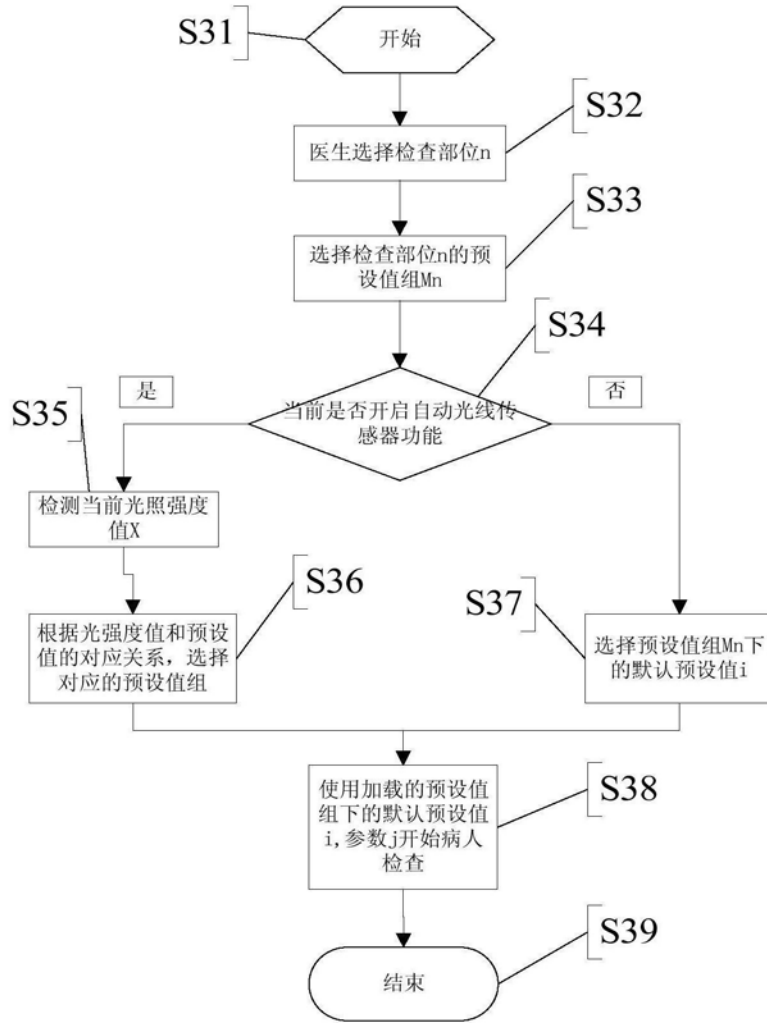 S31
开始
S32
医生选择检查部位n
S33
选择检查部位n的预
设值组Mn
S34
是
否
当前是否开启自动光线传
感器功能
S35
检测当前光照强度
值X
S36
根据光强度值和预设
值的对应关系，选择
对应的预设值组
S37
选择预设值组Mn下
的默认预设值i
S38
使用加载的预设值
组下的默认预设值
i,参数j开始病人
检查
S39
结束